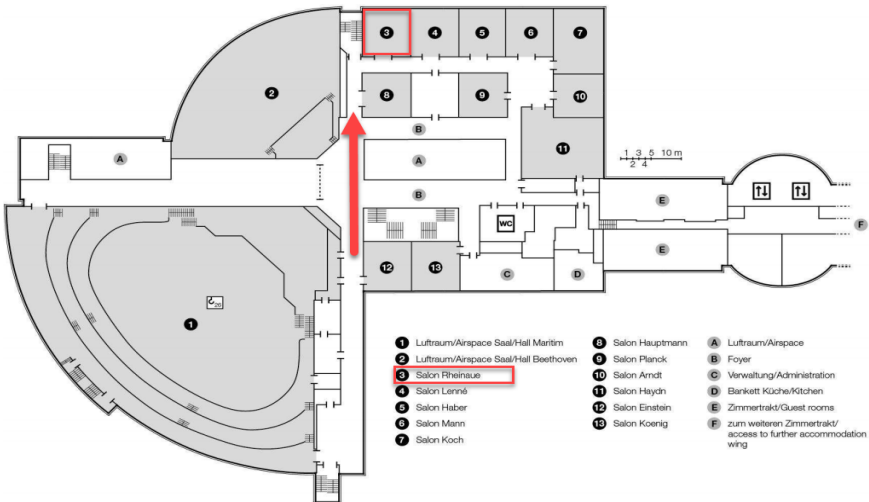 3
4
5
6
7
2
8
9
10
B
A
A
11
1 3 5 10 m
2 4
B
E
WC
F
E
12
13
C
D
26
1
1 Luftraum/Airspace Saal/Hall Maritim
2 Luftraum/Airspace Saal/Hall Beethoven
3 Salon Rheinaue
4 Salon Lenné
5 Salon Haber
6 Salon Mann
7 Salon Koch
8 Salon Hauptmann
9 Salon Planck
10 Salon Arndt
11 Salon Haydn
12 Salon Einstein
13 Salon Koenig
A Luftraum/Airspace
B Foyer
C Verwaltung/Administration
D Bankett Küche/Kitchen
E Zimmertrakt/Guest rooms
F zum weiteren Zimmertrakt/
access to further accommodation
wing